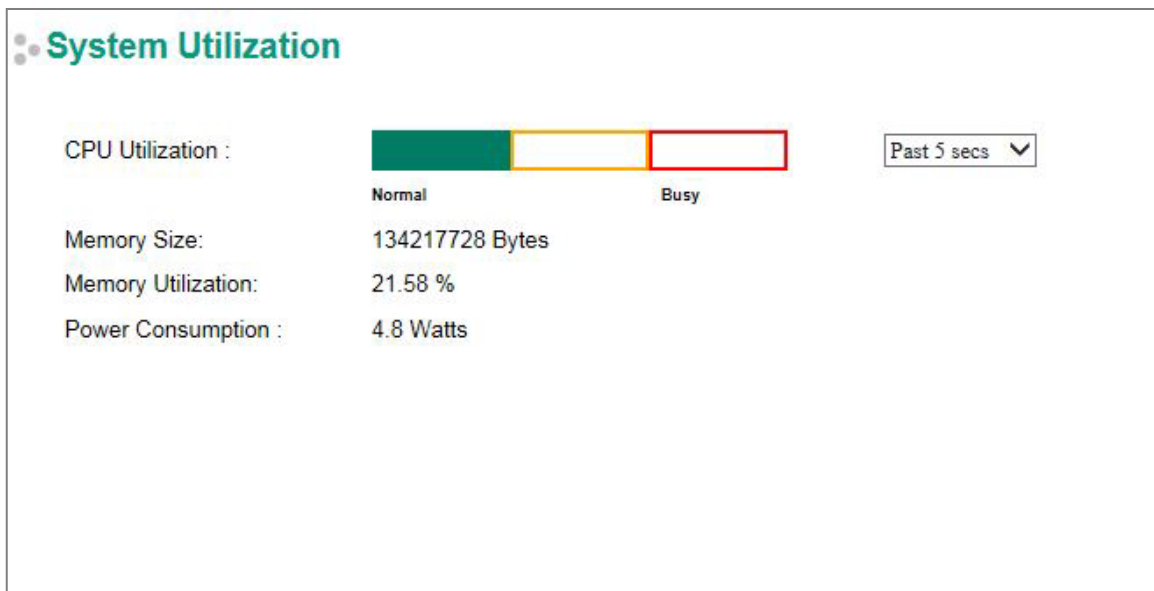 System Utilization
CPU Utilization : Past 5 secs
Normal Busy
Memory Size: 134217728 Bytes
Memory Utilization: 21.58 %
Power Consumption : 4.8 Watts